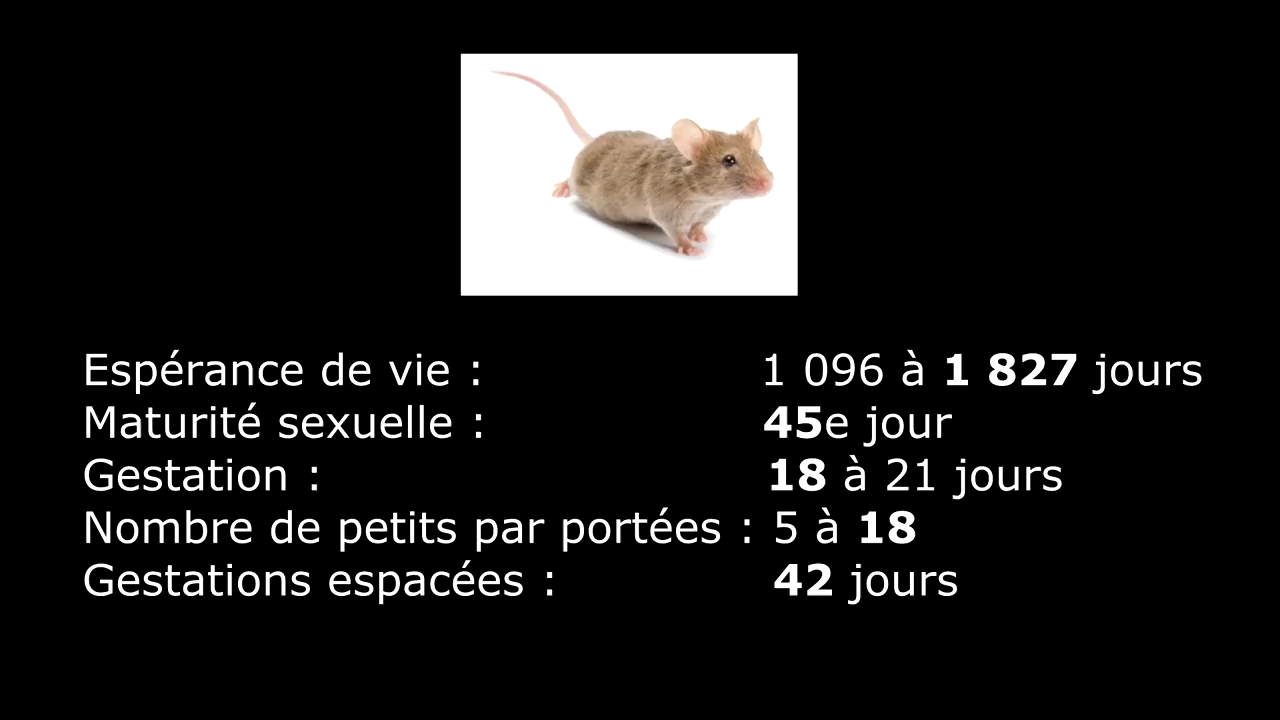 Espérance de vie : 1 096 à 1 827 jours
Maturité sexuelle : 45e jour
Gestation : 18 à 21 jours
Nombre de petits par portées : 5 à 18
Gestations espacées : 42 jours